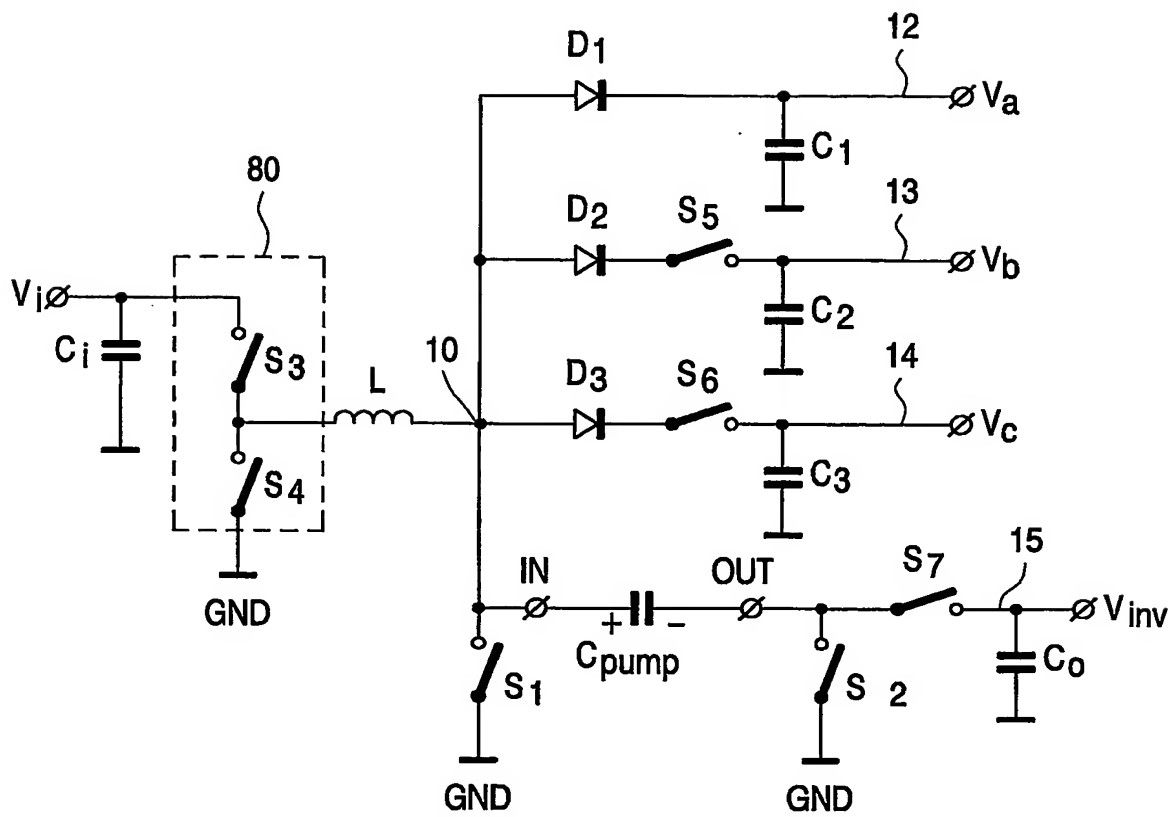 12
D1
Va
C1
80
D2
S5
13
Vb
C2
Vi
Ci
S3
L
10
D3
S6
14
Vc
C3
S4
GND
IN
OUT
S7
15
Vinv
+
-
Cpump
Co
S1
S 2
GND
GND